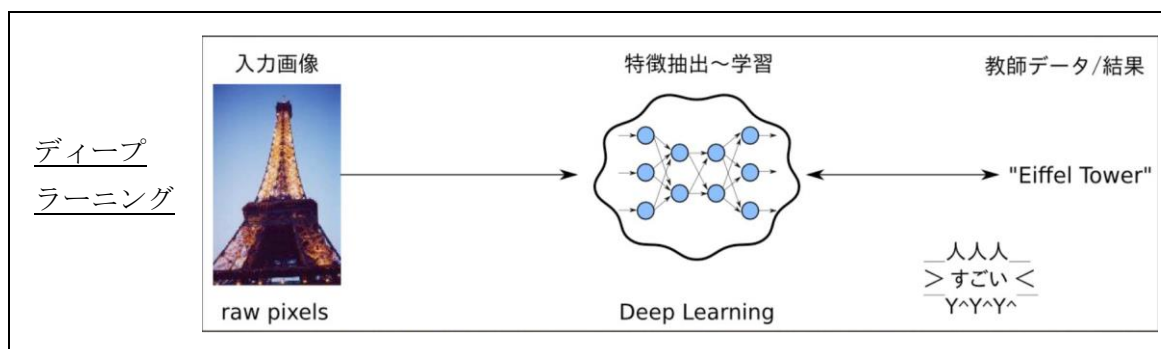 ディープ
ラーニング
入力画像
特徴抽出～学習
教師データ/結果
"Eiffel Tower"
＿人人人＿
＞すごい＜
￣Y^Y^Y^￣
raw pixels
Deep Learning